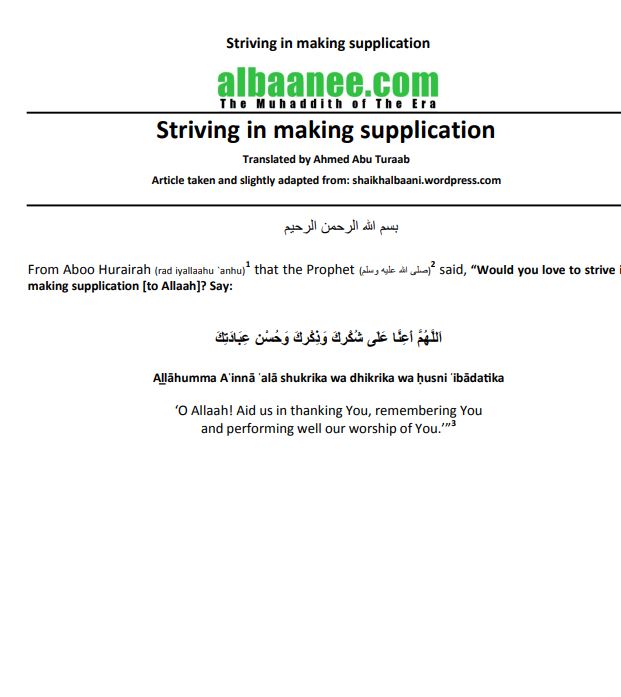 Striving in making supplication
albaanee.com
The Muhaddith of The Era
Striving in making supplication
Translated by Ahmed Abu Turaab
Article taken and slightly adapted from: shaikhalbaani.wordpress.com
بسم الله الرحمن الرحيم
From Aboo Hurairah (rad iyallaahu `anhu)1 that the Prophet (صلى الله عليه وسلم)2 said, “Would you love to strive i
making supplication [to Allaah]? Say:
اَللَّهُمَّ أَعِنَّا عَلَى شُكْرِكَ وَذِكْرِكَ وَحُسْنِ عِبَادَتِكَ
Allāhumma Aʿinnā ʿalā shukrika wa dhikrika wa ḥusni ʿibādatika
‘O Allaah! Aid us in thanking You, remembering You
and performing well our worship of You.’”3